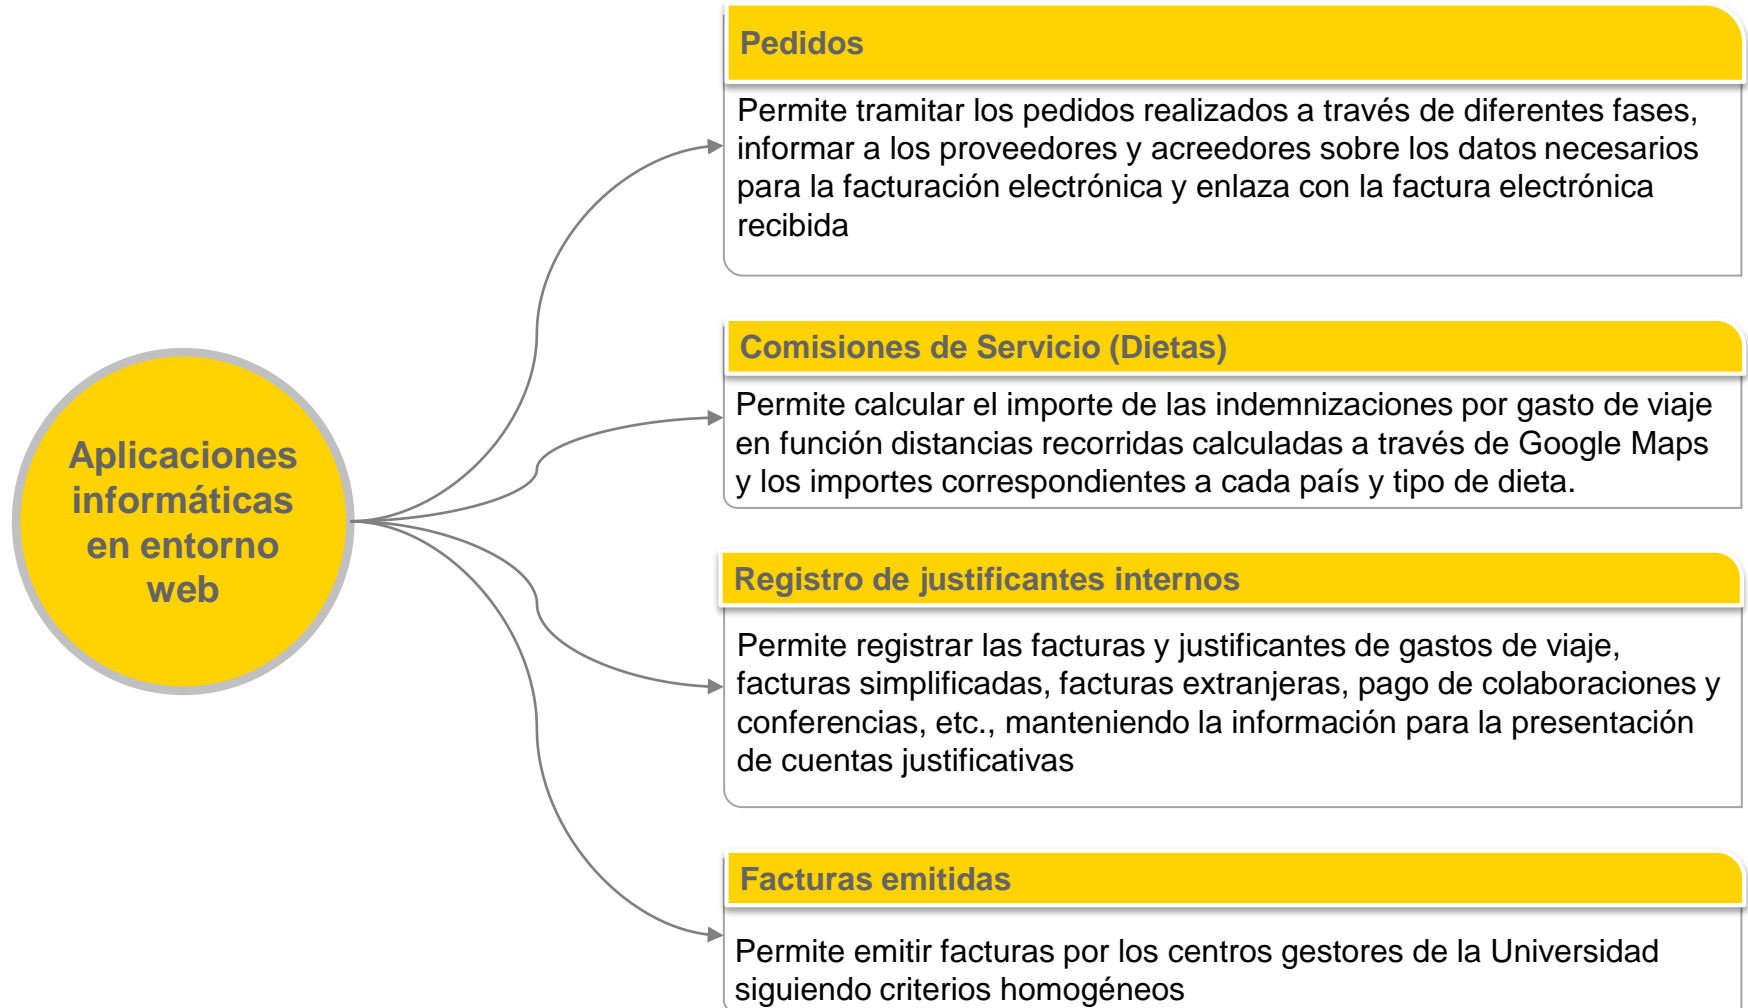 Pedidos
Permite tramitar los pedidos realizados a través de diferentes fases,
informar a los proveedores y acreedores sobre los datos necesarios
para la facturación electrónica y enlaza con la factura electrónica
recibida
Comisiones de Servicio (Dietas)
Permite calcular el importe de las indemnizaciones por gasto de viaje
en función distancias recorridas calculadas a través de Google Maps
y los importes correspondientes a cada país y tipo de dieta.
Aplicaciones
informáticas
en entorno
web
Registro de justificantes internos
Permite registrar las facturas y justificantes de gastos de viaje,
facturas simplificadas, facturas extranjeras, pago de colaboraciones y
conferencias, etc., manteniendo la información para la presentación
de cuentas justificativas
Facturas emitidas
Permite emitir facturas por los centros gestores de la Universidad
siguiendo criterios homogéneos